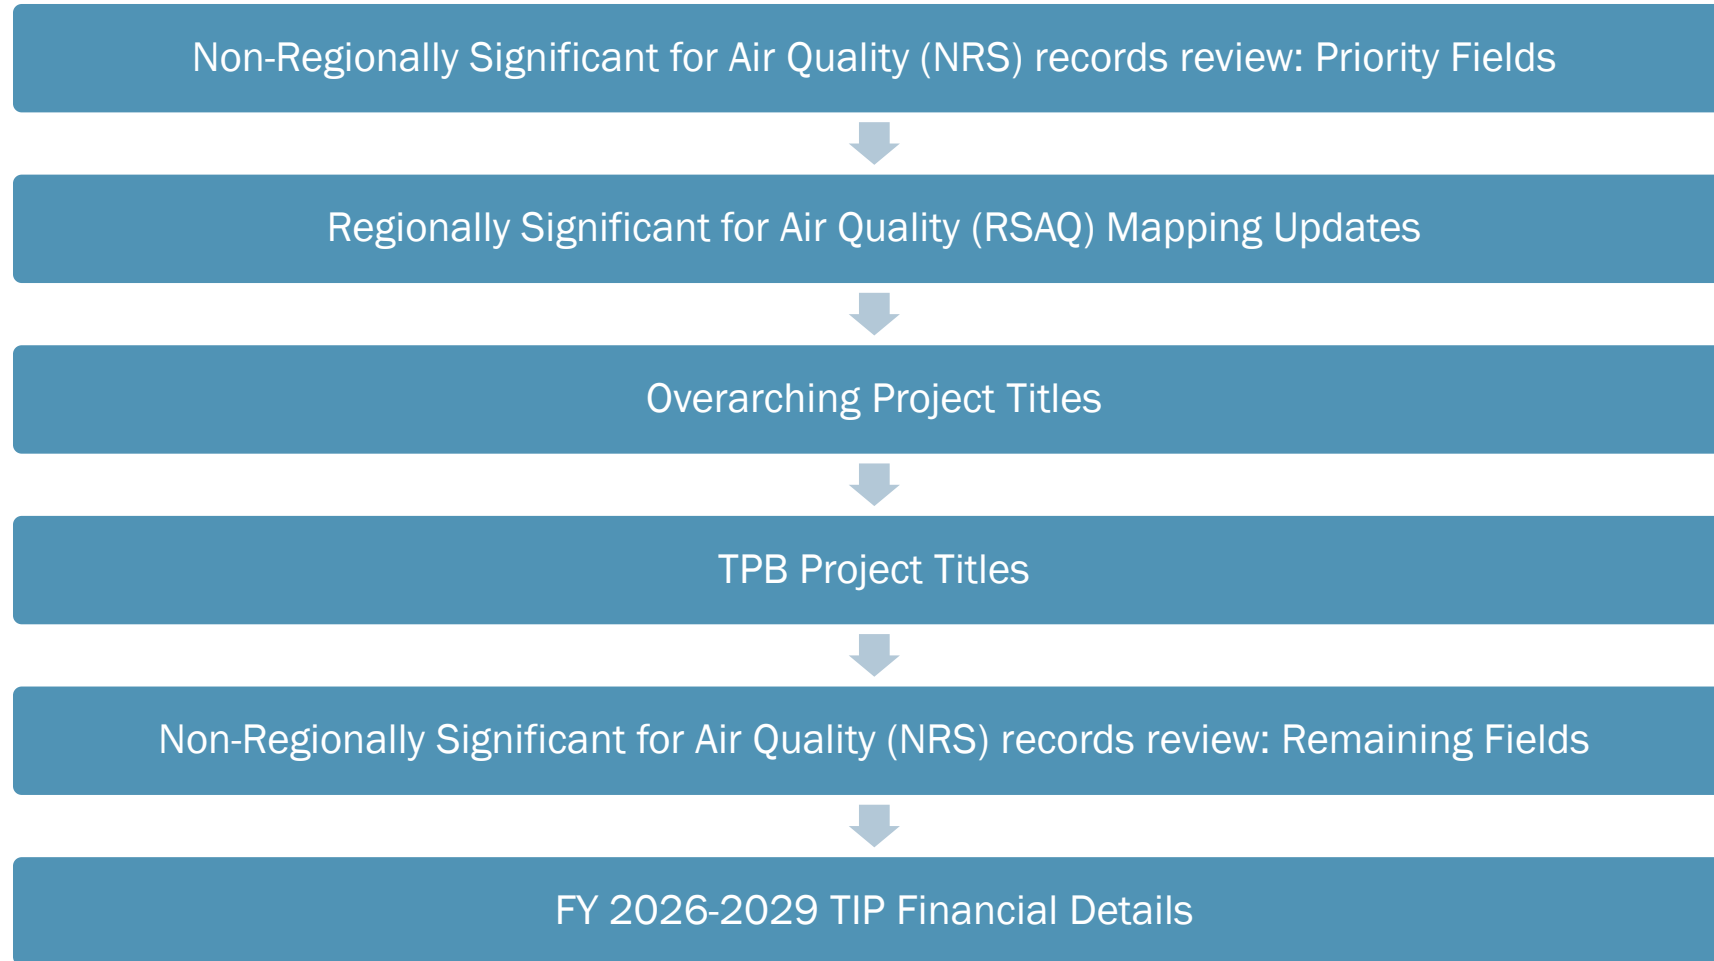 Non-Regionally Significant for Air Quality (NRS) records review: Priority Fields
Regionally Significant for Air Quality (RSAQ) Mapping Updates
Overarching Project Titles
TPB Project Titles
Non-Regionally Significant for Air Quality (NRS) records review: Remaining Fields
FY 2026-2029 TIP Financial Details